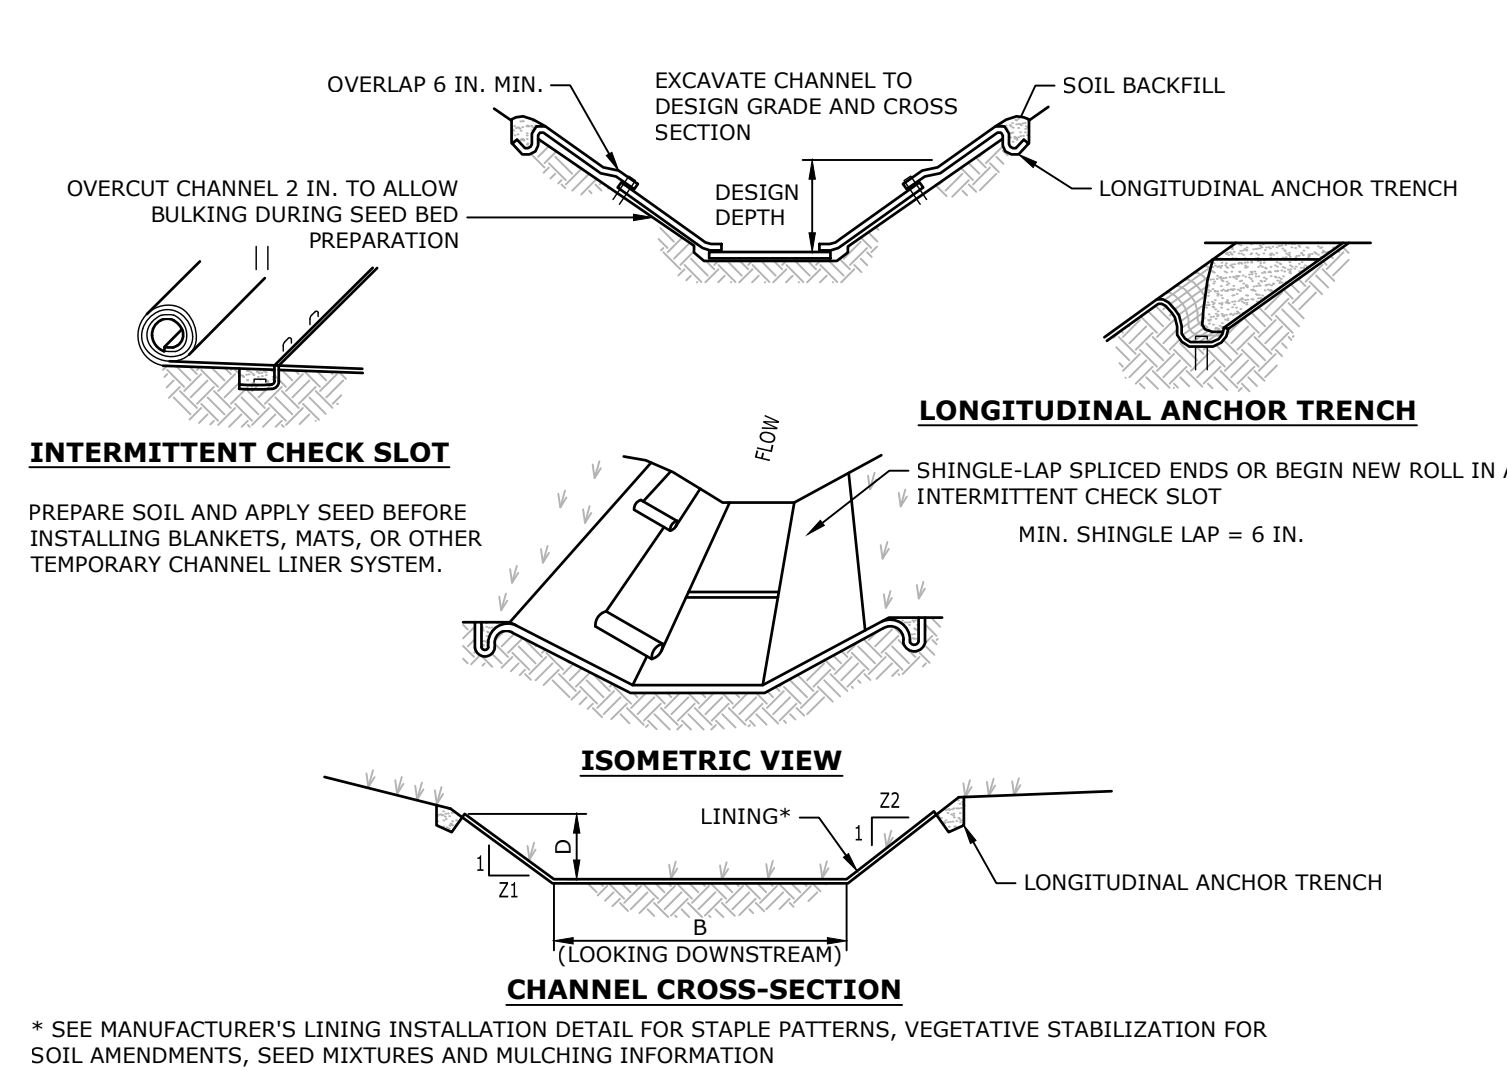 OVERLAP 6 IN. MIN.
EXCAVATE CHANNEL TO
DESIGN GRADE AND CROSS
SECTION
SOIL BACKFILL
OVERCUT CHANNEL 2 IN. TO ALLOW
BULKING DURING SEED BED
PREPARATION
DESIGN
DEPTH
LONGITUDINAL ANCHOR TRENCH
LONGITUDINAL ANCHOR TRENCH
INTERMITTENT CHECK SLOT
FLOW
SHINGLE-LAP SPLICED ENDS OR BEGIN NEW ROLL IN
INTERMITTENT CHECK SLOT
MIN. SHINGLE LAP = 6 IN.
PREPARE SOIL AND APPLY SEED BEFORE
INSTALLING BLANKETS, MATS, OR OTHER
TEMPORARY CHANNEL LINER SYSTEM.
ISOMETRIC VIEW
LINING*
Z2
1
D
1
Z1
LONGITUDINAL ANCHOR TRENCH
B
(LOOKING DOWNSTREAM)
CHANNEL CROSS-SECTION
* SEE MANUFACTURER'S LINING INSTALLATION DETAIL FOR STAPLE PATTERNS, VEGETATIVE STABILIZATION FOR
SOIL AMENDMENTS, SEED MIXTURES AND MULCHING INFORMATION